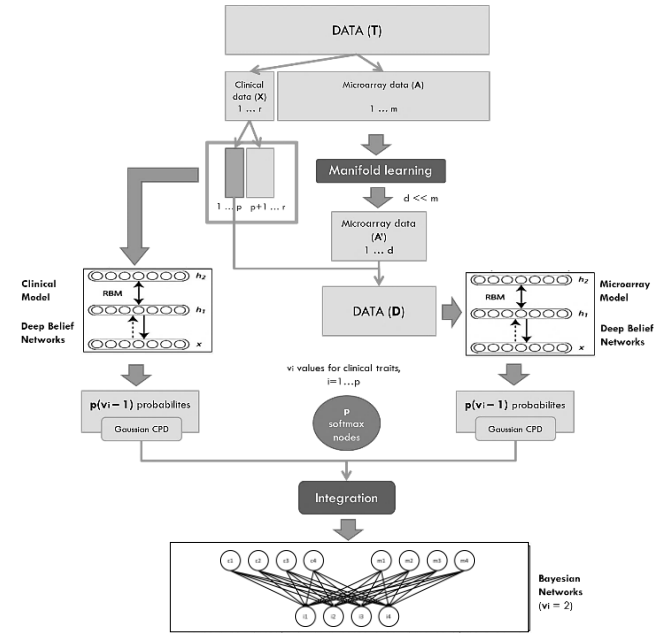 DATA (T)
Clinical
data (X)
1 ... r
Microarray data (A)
1 ... m
Manifold learning
d << m
1 ... p
p+1 ... r
Microarray data
(A')
1 ... d
DATA (D)
Clinical
Model
Deep Belief
Networks
h2
RBM
h1
x
h2
RBM
h1
x
Microarray
Model
Deep Belief
Networks
vi values for clinical traits,
i=1...p
p(vi – 1) probabilites
Gaussian CPD
p
softmax
nodes
p(vi – 1) probabilites
Gaussian CPD
Integration
c1 c2 c3 c4 m1 m2 m3 m4
i1 i2 i3 i4
Bayesian
Networks
(vi = 2)